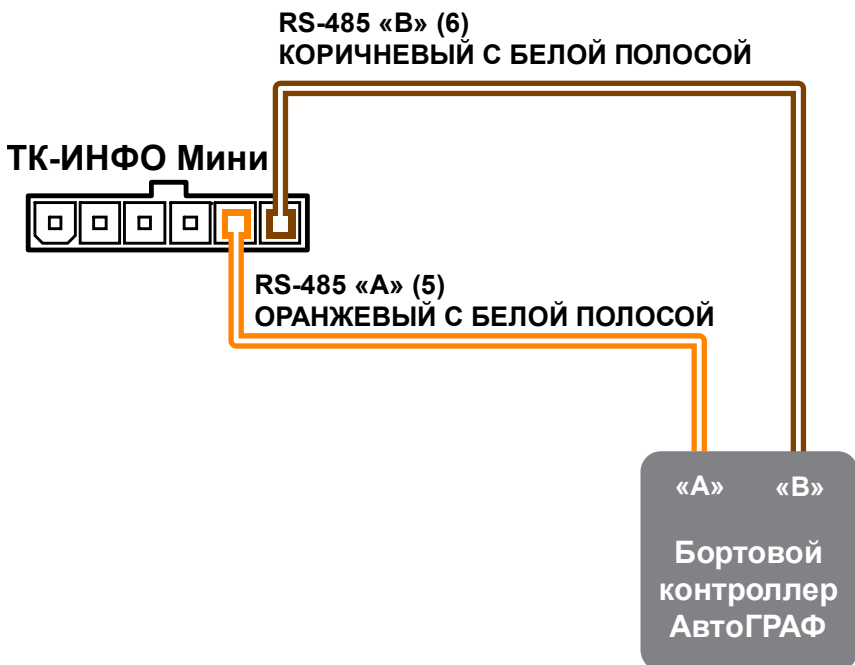 RS-485 «B» (6)
КОРИЧНЕВЫЙ С БЕЛОЙ ПОЛОСОЙ
ТК-ИНФО Мини
RS-485 «A» (5)
ОРАНЖЕВЫЙ С БЕЛОЙ ПОЛОСОЙ
«A» «B»
Бортовой
контроллер
АвтоГРАФ